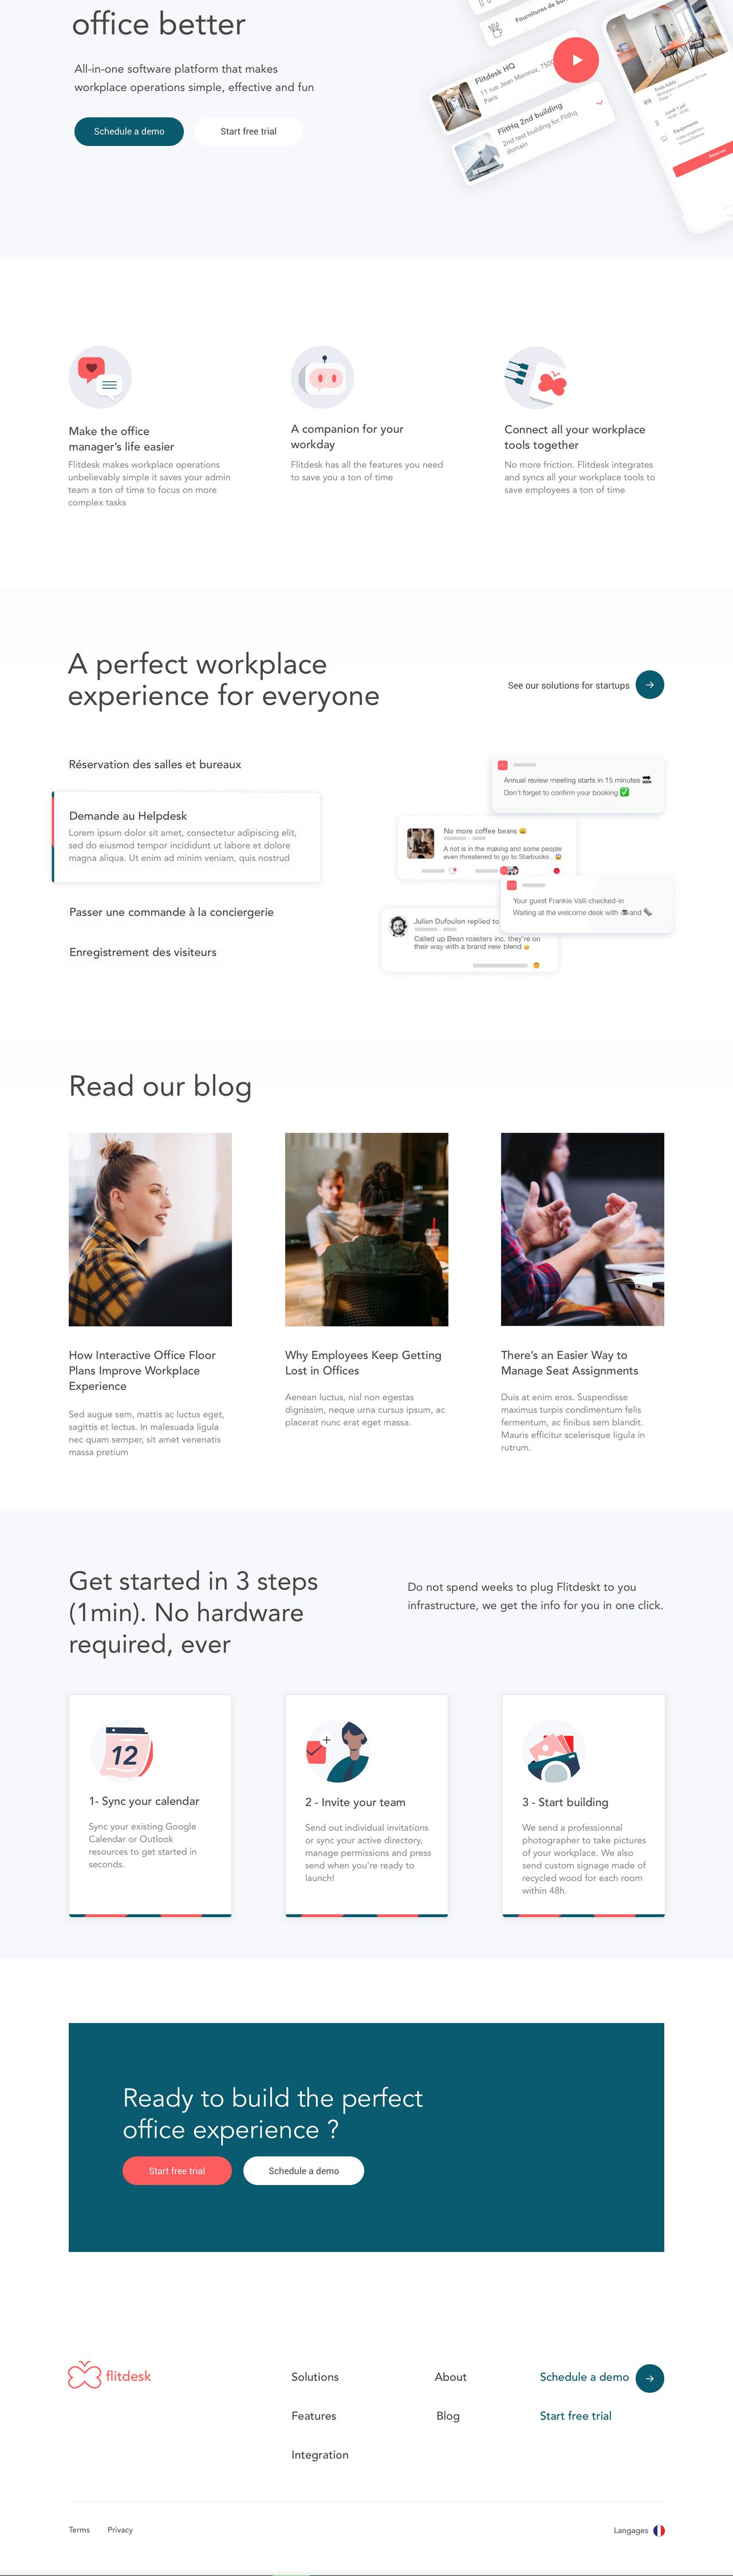 office better
All-in-one software platform that makes
workplace operations simple, effective and fun
Schedule a demo
Start free trial
Fournitures de
Flitdesk HQ
11 rue Jean Mermoz, 7500
Paris
FlitHq 2nd building
2nd test building for Flithq
domain
Make the office
manager's life easier
Flitdesk makes workplace operations
unbelievably simple it saves your admin
team a ton of time to focus on more
complex tasks
A companion for your
workday
Flitdesk has all the features you need
to save you a ton of time
Connect all your workplace
tools together
No more friction. Flitdesk integrates
and syncs all your workplace tools to
save employees a ton of time
A perfect workplace
experience for everyone
See our solutions for startups
Réservation des salles et bureaux
Demande au Helpdesk
Lorem ipsum dolor sit amet, consectetur adipiscing elit,
sed do eiusmod tempor incididunt ut labore et dolore
magna aliqua. Ut enim ad minim veniam, quis nostrud
Passer une commande à la conciergerie
Enregistrement des visiteurs
Annual review meeting starts in 15 minutes
Don't forget to confirm your booking
No more coffee beans
A riot is in the making and some people
even threatened to go to Starbucks .
Your guest Frankie Valli checked-in
Waiting at the welcome desk with and
Julian Dufoulon replied to
Called up Bean roasters inc. they're on
their way with a brand new blend
Read our blog
How Interactive Office Floor
Plans Improve Workplace
Experience
Sed augue sem, mattis ac luctus eget,
sagittis et lectus. In malesuada ligula
nec quam semper, sit amet venenatis
massa pretium
Why Employees Keep Getting
Lost in Offices
Aenean luctus, nisl non egestas
dignissim, neque urna cursus ipsum, ac
placerat nunc erat eget massa.
There's an Easier Way to
Manage Seat Assignments
Duis at enim eros. Suspendisse
maximus turpis condimentum felis
fermentum, ac finibus sem blandit.
Mauris efficitur scelerisque ligula in
rutrum.
Get started in 3 steps
(1min). No hardware
required, ever
Do not spend weeks to plug Flitdeskt to you
infrastructure, we get the info for you in one click.
12
1- Sync your calendar
Sync your existing Google
Calendar or Outlook
resources to get started in
seconds.
2 - Invite your team
Send out individual invitations
or sync your active directory,
manage permissions and press
send when you're ready to
launch!
3 - Start building
We send a professionnal
photographer to take pictures
of your workplace. We also
send custom signage made of
recycled wood for each room
within 48h.
Ready to build the perfect
office experience ?
Start free trial
Schedule a demo
flitdesk
Solutions
Features
Integration
About
Blog
Schedule a demo
Start free trial
Terms
Privacy
Langages